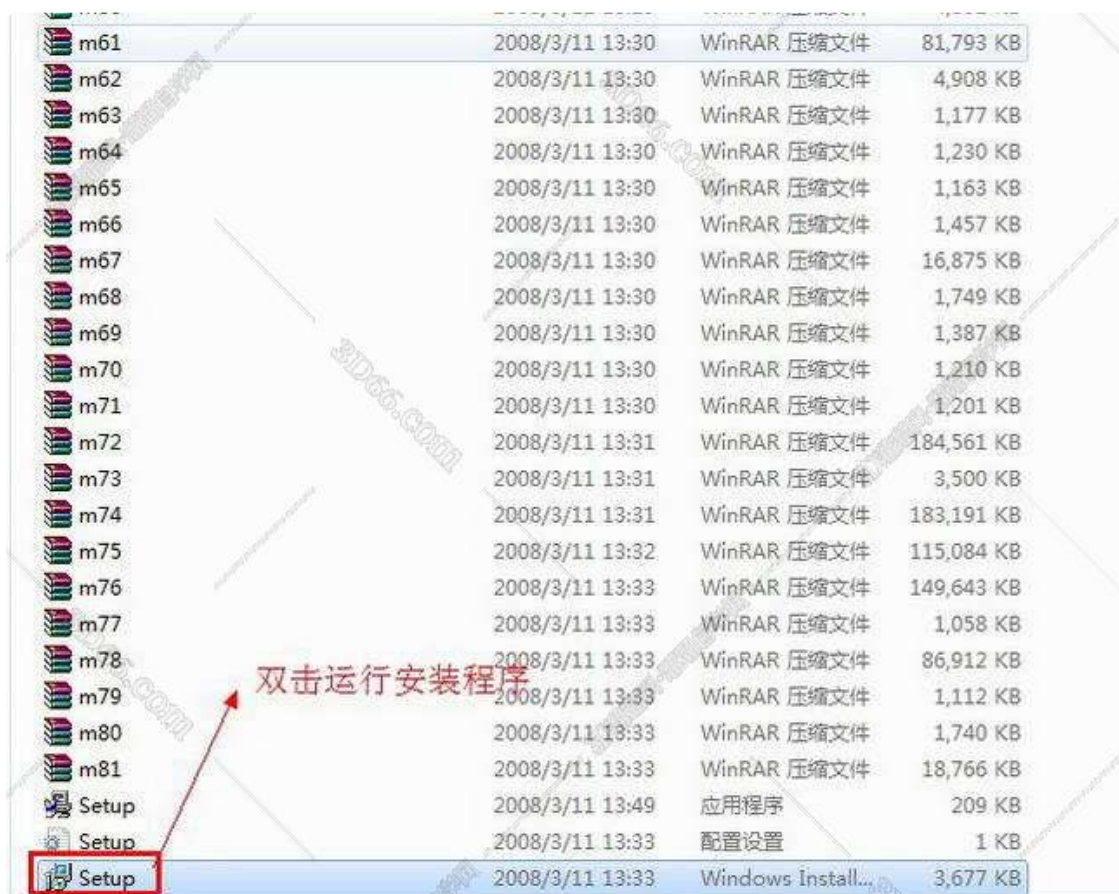 m61 2008/3/11 13:30 WinRAR 压缩文件 81,793 KB
m62 2008/3/11 13:30 WinRAR 压缩文件 4,908 KB
m63 2008/3/11 13:30 WinRAR 压缩文件 1,177 KB
m64 2008/3/11 13:30 WinRAR 压缩文件 1,230 KB
m65 2008/3/11 13:30 WinRAR 压缩文件 1,163 KB
m66 2008/3/11 13:30 WinRAR 压缩文件 1,457 KB
m67 2008/3/11 13:30 WinRAR 压缩文件 16,875 KB
m68 2008/3/11 13:30 WinRAR 压缩文件 1,749 KB
m69 2008/3/11 13:30 WinRAR 压缩文件 1,387 KB
m70 2008/3/11 13:30 WinRAR 压缩文件 1,210 KB
m71 2008/3/11 13:30 WinRAR 压缩文件 1,201 KB
m72 2008/3/11 13:31 WinRAR 压缩文件 184,561 KB
m73 2008/3/11 13:31 WinRAR 压缩文件 3,500 KB
m74 2008/3/11 13:31 WinRAR 压缩文件 183,191 KB
m75 2008/3/11 13:32 WinRAR 压缩文件 115,084 KB
m76 2008/3/11 13:33 WinRAR 压缩文件 149,643 KB
m77 2008/3/11 13:33 WinRAR 压缩文件 1,058 KB
m78 2008/3/11 13:33 WinRAR 压缩文件 86,912 KB
双击运行安装程序
m79 2008/3/11 13:33 WinRAR 压缩文件 1,112 KB
m80 2008/3/11 13:33 WinRAR 压缩文件 1,740 KB
m81 2008/3/11 13:33 WinRAR 压缩文件 18,766 KB
Setup 2008/3/11 13:49 应用程序 209 KB
Setup 2008/3/11 13:33 配置设置 1 KB
Setup 2008/3/11 13:33 Windows Install... 3,677 KB
3D66.com